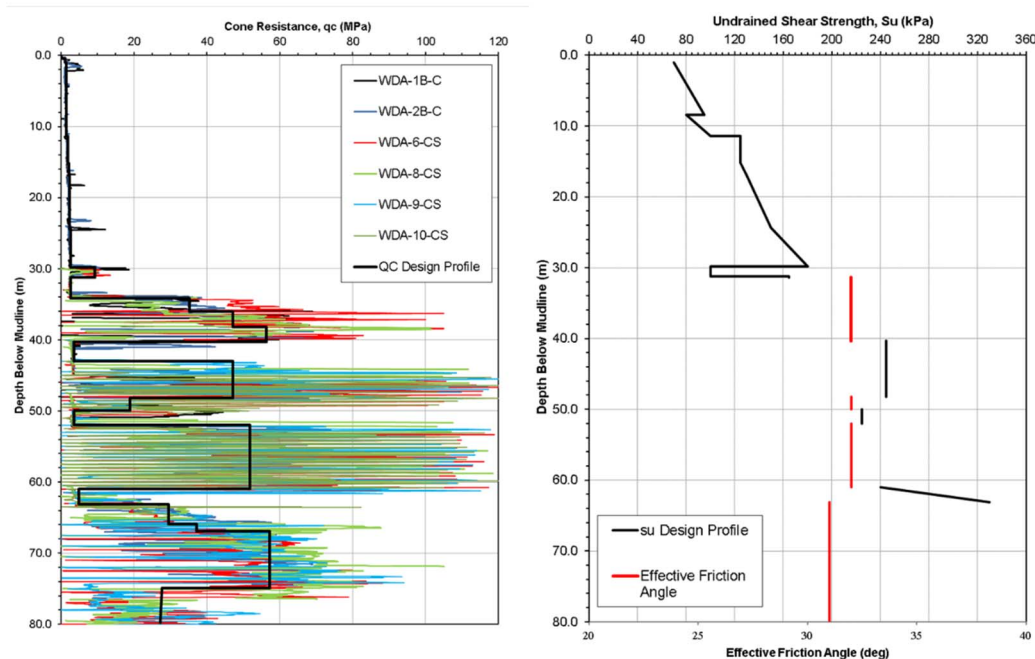 Cone Resistance, qc (MPa)
0 20 40 60 80 100 120
0.0
10.0
20.0
30.0
40.0
50.0
60.0
70.0
80.0
Depth Below Mudline (m)
WDA-1B-C
WDA-2B-C
WDA-6-CS
WDA-8-CS
WDA-9-CS
WDA-10-CS
QC Design Profile
Undrained Shear Strength, Su (kPa)
0 40 80 120 160 200 240 280 320 360
0.0
10.0
20.0
30.0
40.0
50.0
60.0
70.0
80.0
Depth Below Mudline (m)
su Design Profile
Effective Friction
Angle
20 25 30 35 40
Effective Friction Angle (deg)